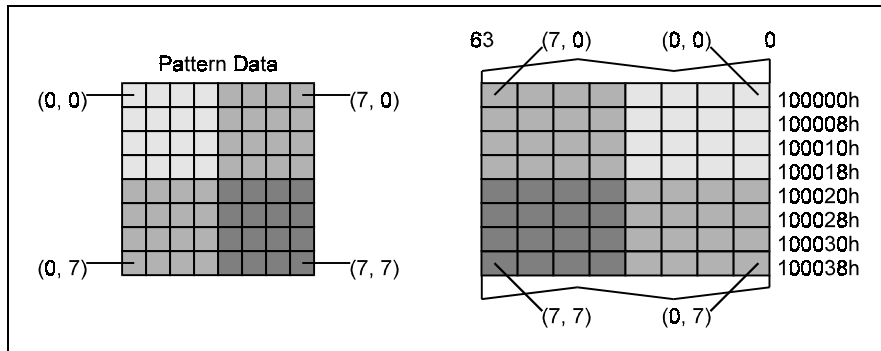 Pattern Data
(0, 0)
(7, 0)
(0, 7)
(7, 7)
63
(7, 0)
(0, 0)
0
100000h
100008h
100010h
100018h
100020h
100028h
100030h
100038h
(7, 7)
(0, 7)